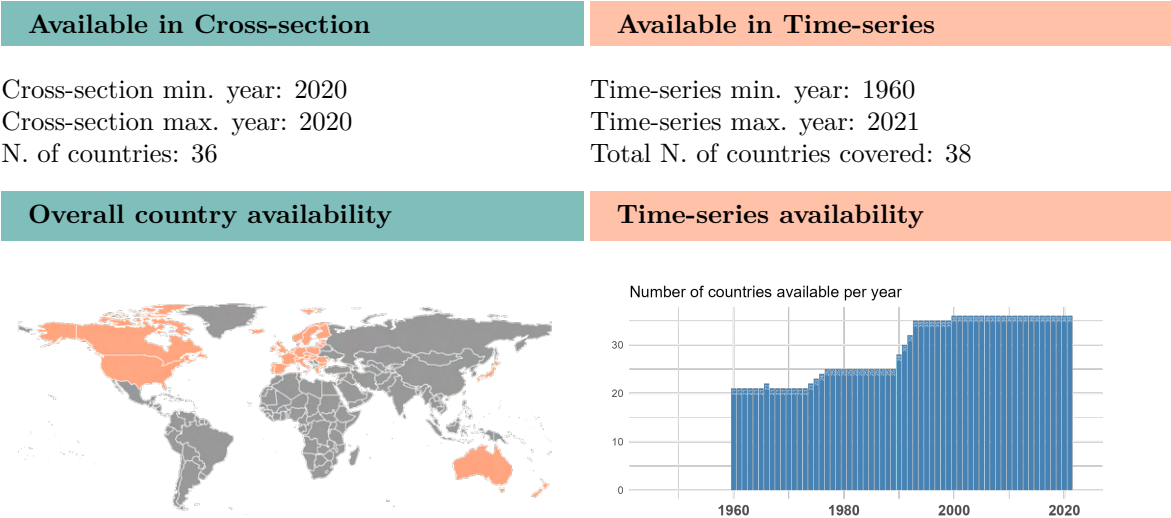 Available in Cross-section
Cross-section min. year: 2020
Cross-section max. year: 2020
N. of countries: 36
Available in Time-series
Time-series min. year: 1960
Time-series max. year: 2021
Total N. of countries covered: 38
Overall country availability
Time-series availability
Number of countries available per year
30
20
10
0
1960 1980 2000 2020